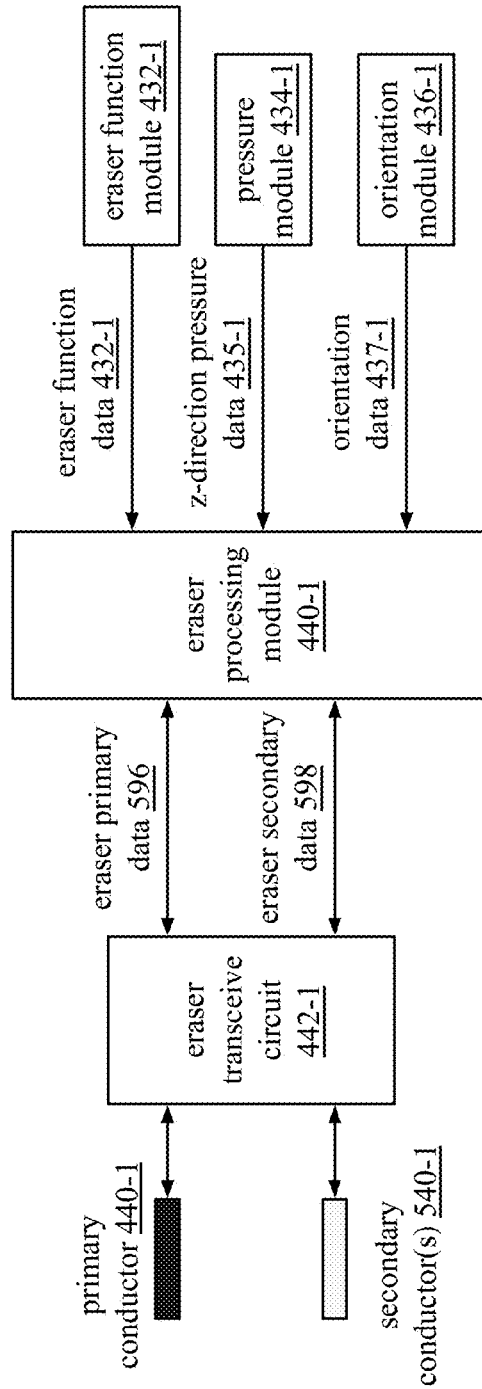 primary
conductor 440-1
secondary
conductor(s) 540-1
eraser
transceive
circuit
442-1
eraser primary
data 596
eraser secondary
data 598
eraser
processing
module
440-1
eraser function
data 432-1
z-direction pressure
data 435-1
orientation
data 437-1
eraser function
module 432-1
pressure
module 434-1
orientation
module 436-1